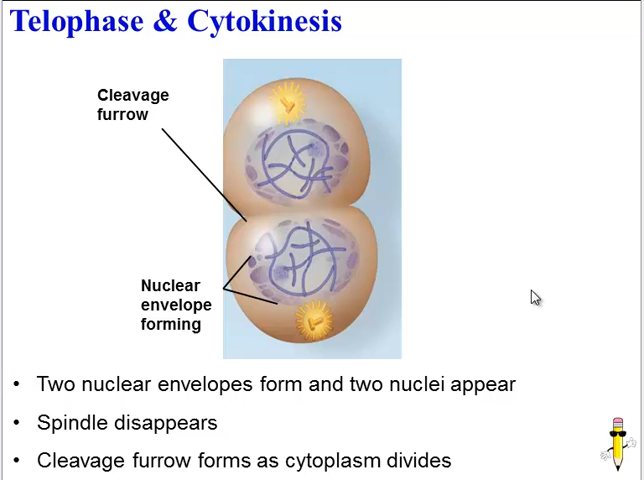 Telophase & Cytokinesis
Cleavage
furrow
Nuclear
envelope
forming
• Two nuclear envelopes form and two nuclei appear
• Spindle disappears
• Cleavage furrow forms as cytoplasm divides